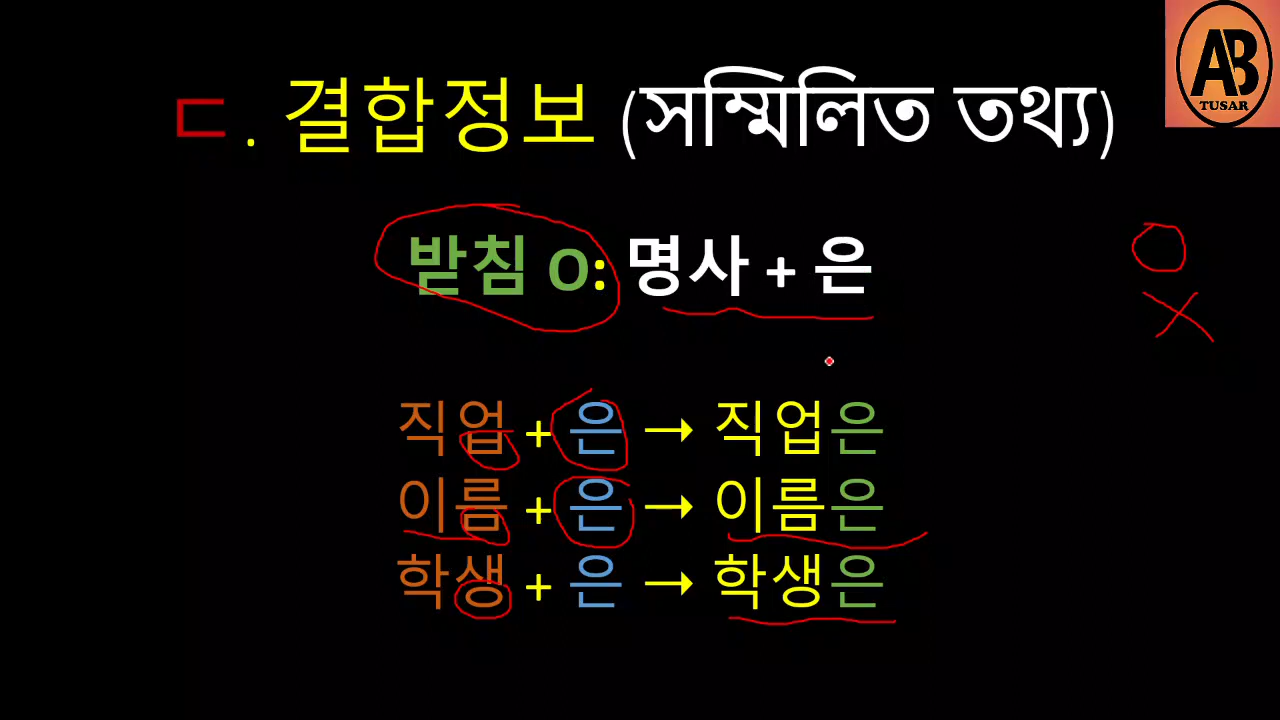 AB
TUSAR
ㄷ. 결합정보 (সম্মিলিত তথ্য)
받침 O: 명사 + 은
직업 + 은 → 직업은
이름 + 은 → 이름은
학생 + 은 → 학생은